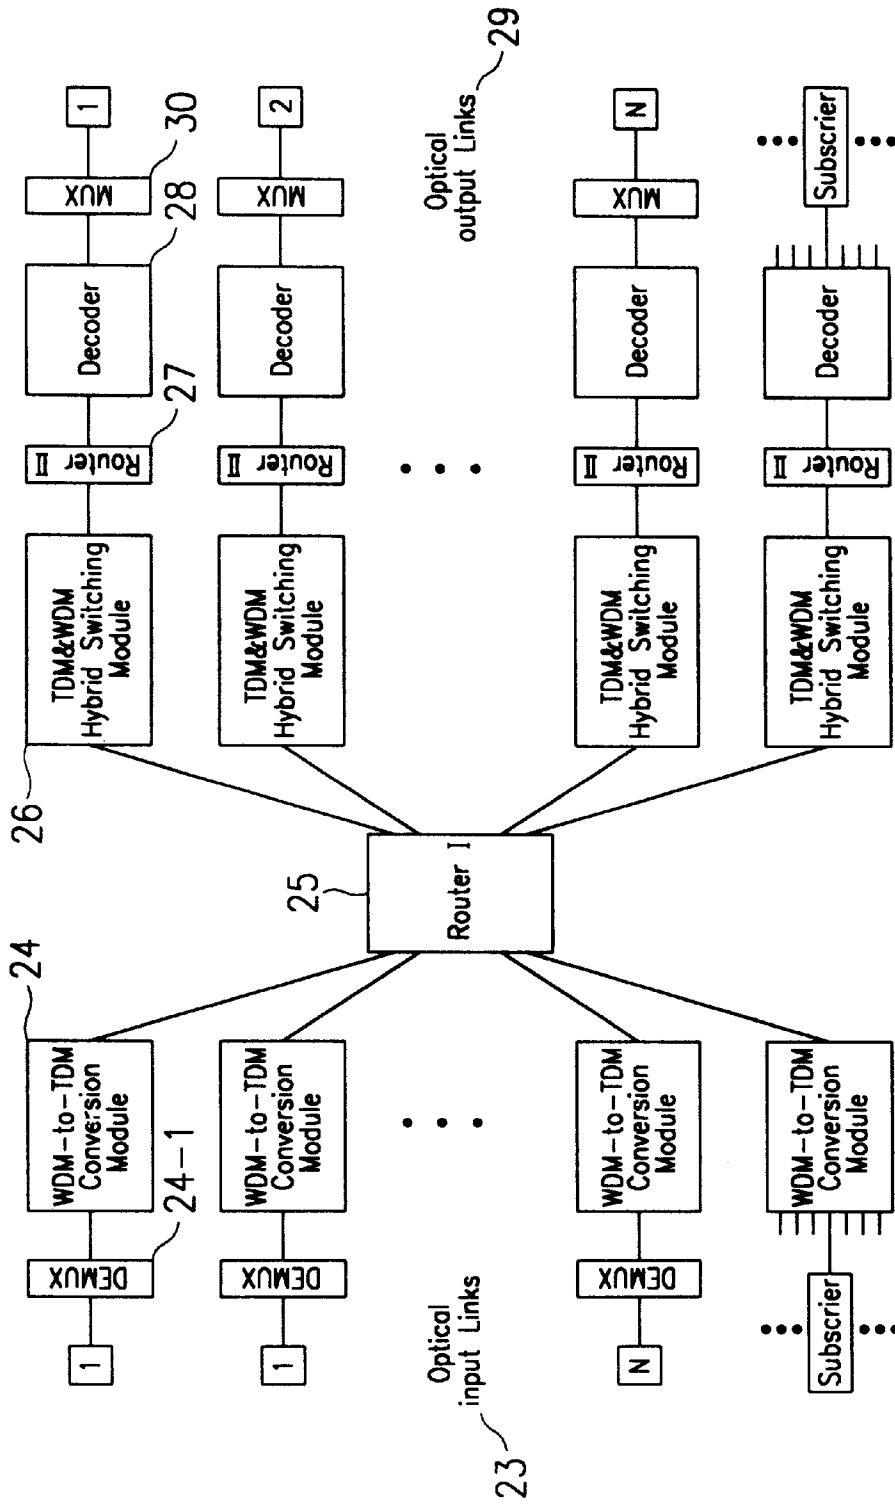 23
Optical
input Links
1
1
N
Subscrier
DEMUX
DEMUX
DEMUX
24-1
24
WDM-to-TDM
Conversion
Module
WDM-to-TDM
Conversion
Module
WDM-to-TDM
Conversion
Module
WDM-to-TDM
Conversion
Module
25
Router I
26
TDM&WDM
Hybrid Switching
Module
TDM&WDM
Hybrid Switching
Module
TDM&WDM
Hybrid Switching
Module
TDM&WDM
Hybrid Switching
Module
27
Router II
Router II
Router II
Router II
28
Decoder
Decoder
Decoder
Decoder
30
MUX
MUX
MUX
1
2
N
Subscrier
Optical
output Links
29